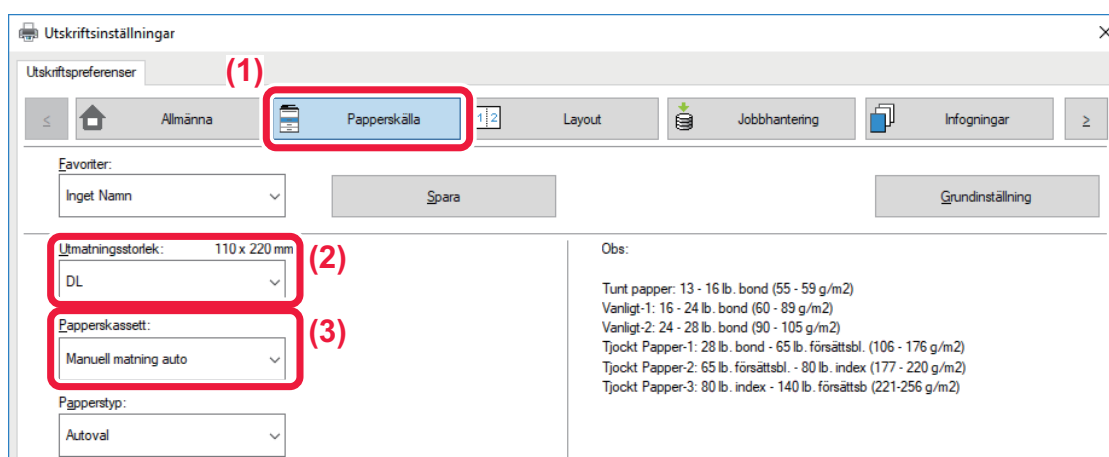 Utskriftsinställningar
Utskriftspreferenser
(1)
≤ Allmänna Papperskälla 1 2 Layout Jobbhantering Infogningar ≥
Favoriter:
Inget Namn Spara Grundinställning
Utmatningsstorlek: 110 x 220 mm
(2)
DL
Papperskassett:
(3)
Manuell matning auto
Papperstyp:
Autoval
Obs:
Tunt papper: 13 - 16 lb. bond (55 - 59 g/m2)
Vanligt-1: 16 - 24 lb. bond (60 - 89 g/m2)
Vanligt-2: 24 - 28 lb. bond (90 - 105 g/m2)
Tjockt Papper-1: 28 lb. bond - 65 lb. försättsbl. (106 - 176 g/m2)
Tjockt Papper-2: 65 lb. försättsbl. - 80 lb. index (177 - 220 g/m2)
Tjockt Papper-3: 80 lb. index - 140 lb. försättsb (221-256 g/m2)